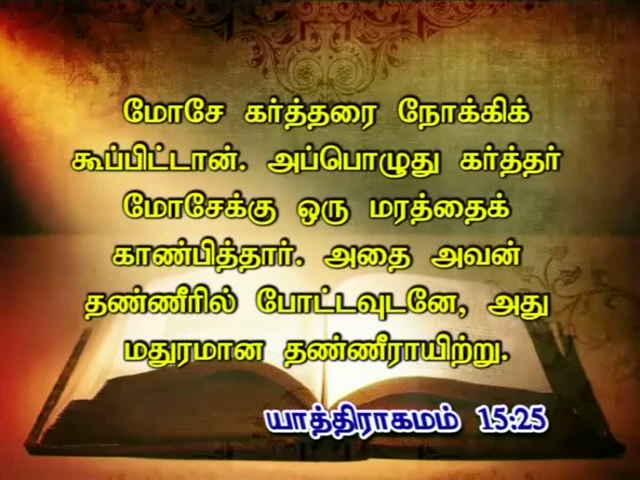 மோசே கர்த்தரை நோக்கிக்
கூப்பிட்டான். அப்பொழுது கர்த்தர்
மோசேக்கு ஒரு மரத்தைக்
காண்பித்தார். அதை அவன்
தண்ணீரில் போட்டவுடனே, அது
மதுரமான தண்ணீராயிற்று.
யாத்திராகமம் 15:25